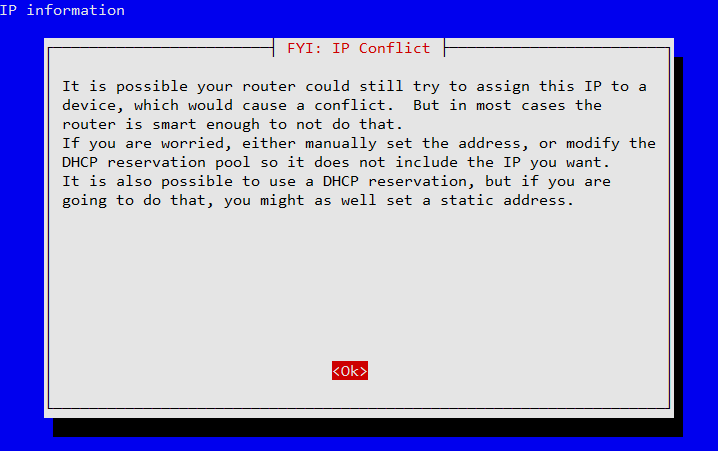 IP information
FYI: IP Conflict
It is possible your router could still try to assign this IP to a
device, which would cause a conflict.  But in most cases the
router is smart enough to not do that.
If you are worried, either manually set the address, or modify the
DHCP reservation pool so it does not include the IP you want.
It is also possible to use a DHCP reservation, but if you are
going to do that, you might as well set a static address.
<Ok>